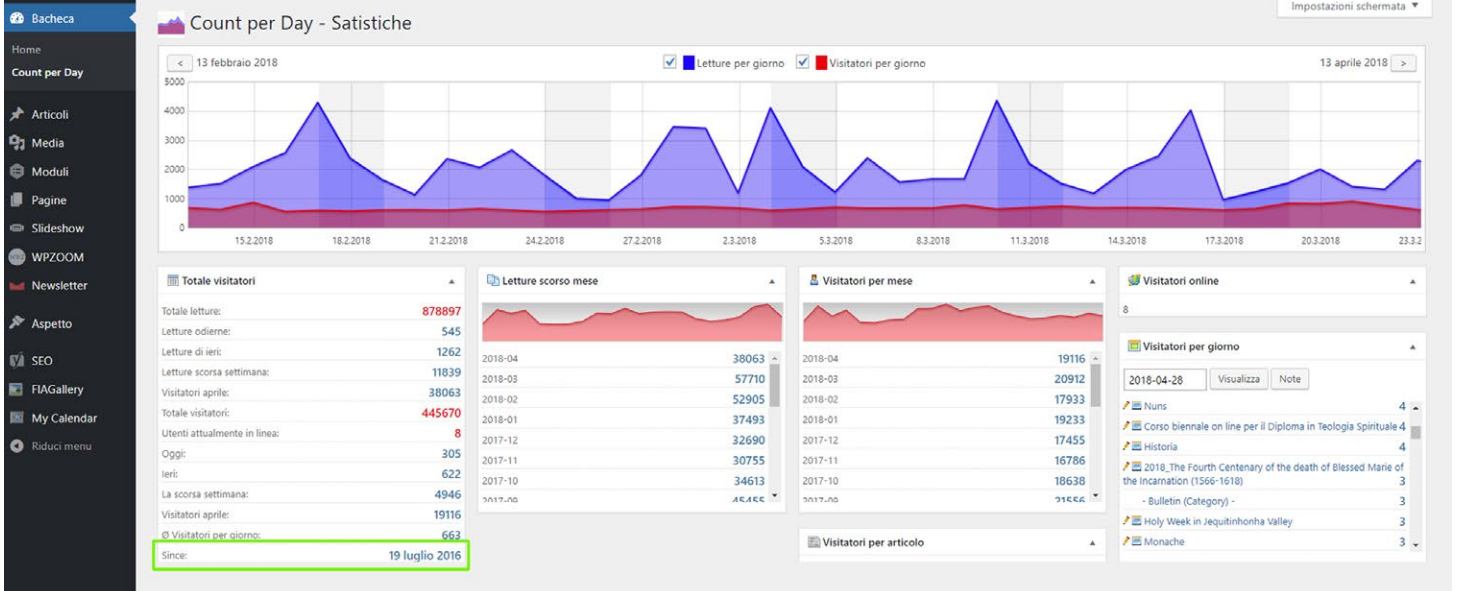 Bacheca
Home
Count per Day
Articoli
Media
Moduli
Pagine
Slideshow
WPZOOM
Newsletter
Aspetto
SEO
FIAGallery
My Calendar
Riduci menu
Impostazioni schermata ▼
Count per Day - Satistiche
< 13 febbraio 2018
Letture per giorno Visitatori per giorno
13 aprile 2018 >
5000
4000
3000
2000
1000
0
15.2.2018 18.2.2018 21.2.2018 24.2.2018 27.2.2018 2.3.2018 5.3.2018 8.3.2018 11.3.2018 14.3.2018 17.3.2018 20.3.2018 23.3.2
Totale visitatori
Totale letture: 878897
Letture odierne: 545
Letture di ieri: 1262
Letture scorsa settimana: 11839
Visitatori aprile: 38063
Totale visitatori: 445670
Utenti attualmente in linea: 8
Oggi: 305
Ieri: 622
La scorsa settimana: 4946
Visitatori aprile: 19116
Ø Visitatori per giorno: 663
Since: 19 luglio 2016
Letture scorso mese
2018-04 38063
2018-03 57710
2018-02 52905
2018-01 37493
2017-12 32690
2017-11 30755
2017-10 34613
2017-09 45455
Visitatori per mese
2018-04 19116
2018-03 20912
2018-02 17933
2018-01 19233
2017-12 17455
2017-11 16786
2017-10 18638
2017-09 21556
Visitatori per articolo
Visitatori online
8
Visitatori per giorno
2018-04-28 Visualizza Note
Nuns 4
Corso biennale on line per il Diploma in Teologia Spirituale 4
Historia 4
2018_The Fourth Centenary of the death of Blessed Marie of
the Incarnation (1566-1618) 3
- Bulletin (Category) - 3
Holy Week in Jequitinhonha Valley 3
Monache 3